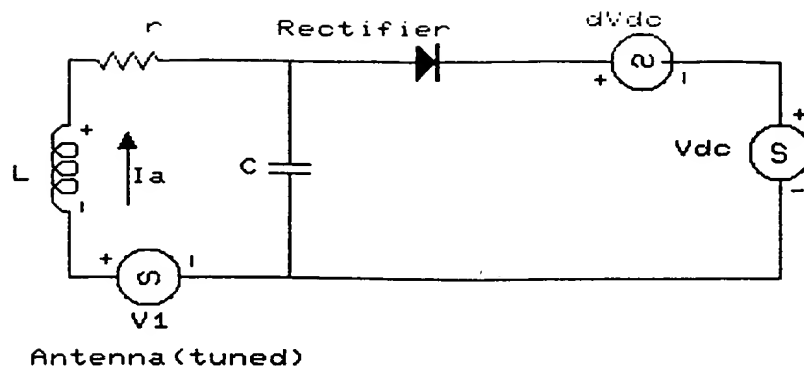 r
Rectifier
dVdc
+
-
+
L
+
Ia
C
Vdc
S
-
-
+
-
S
V1
Antenna(tuned)